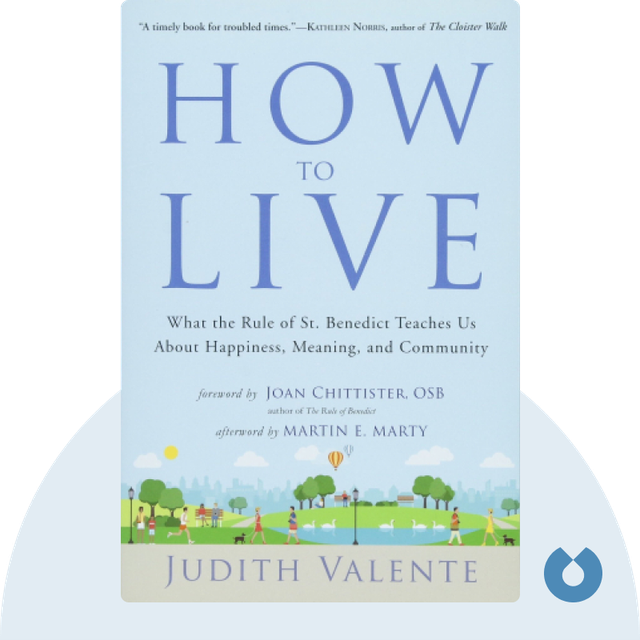 "A timely book for troubled times."—KATHLEEN NORRIS, author of The Cloister Walk
HOW
TO
LIVE
What the Rule of St. Benedict Teaches Us
About Happiness, Meaning, and Community
foreword by JOAN CHITTISTER, OSB
author of The Rule of Benedict
afterword by MARTIN E. MARTY
JUDITH VALENTE